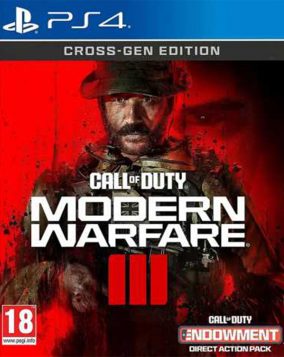 PS4
CROSS-GEN EDITION
CALL OF DUTY
MODERN
WARFARE
III
18
www.pegi.info
CALL OF DUTY
ENDOWMENT
DIRECT ACTION PACK